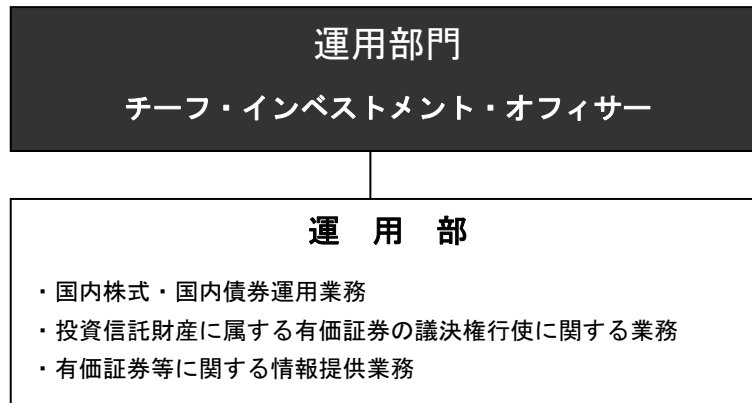 運用部門
チーフ・インベストメント・オフィサー
運 用 部
・国内株式・国内債券運用業務
・投資信託財産に属する有価証券の議決権行使に関する業務
・有価証券等に関する情報提供業務